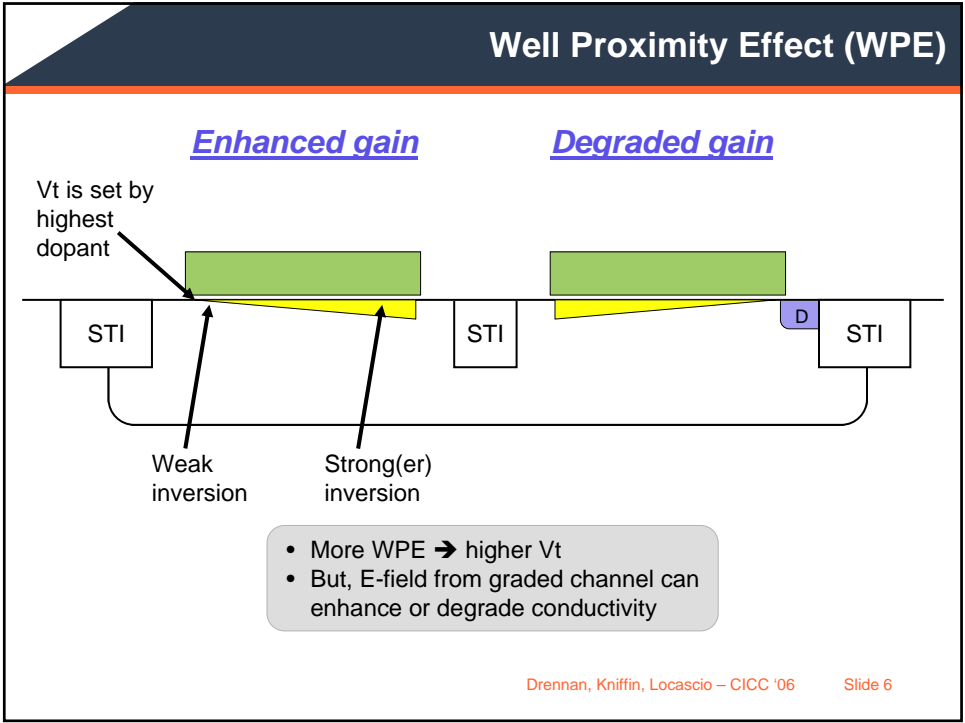 Well Proximity Effect (WPE)
Enhanced gain
Degraded gain
Vt is set by
highest
dopant
STI
STI
D
STI
Weak
inversion
Strong(er)
inversion
• More WPE ➔ higher Vt
• But, E-field from graded channel can
enhance or degrade conductivity
Drennan, Kniffin, Locascio – CICC ‘06
Slide 6